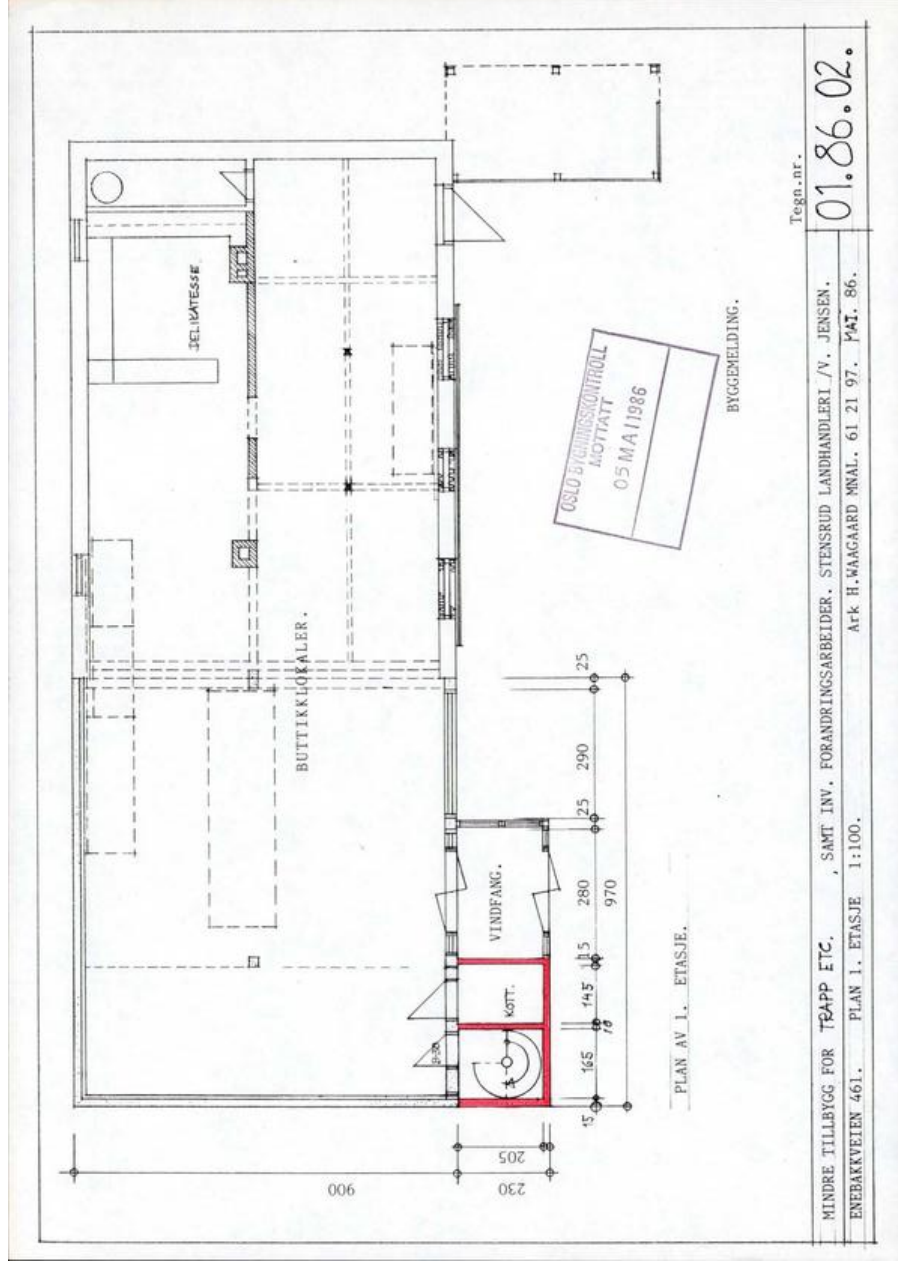 DELIKATESSE
BUTTIKKLOKALER.
VINDFANG.
KOTT.
B-30
900
230
205
15 165 10 145 15 280 25 290 25
970
PLAN AV 1. ETASJE.
BYGGEMELDING.
OSLO BYGNINGSKONTROLL
MOTTATT
05 MAI 1986
Tegn.nr.
01.86.02.
MINDRE TILLBYGG FOR TRAPP ETC. , SAMT INV. FORANDRINGSARBEIDER. STENSRUD LANDHANDLERI /V. JENSEN.
ENEBAKKVEIEN 461. PLAN 1. ETASJE 1:100. Ark H.WAAGAARD MNAL. 61 21 97. MAI. 86.